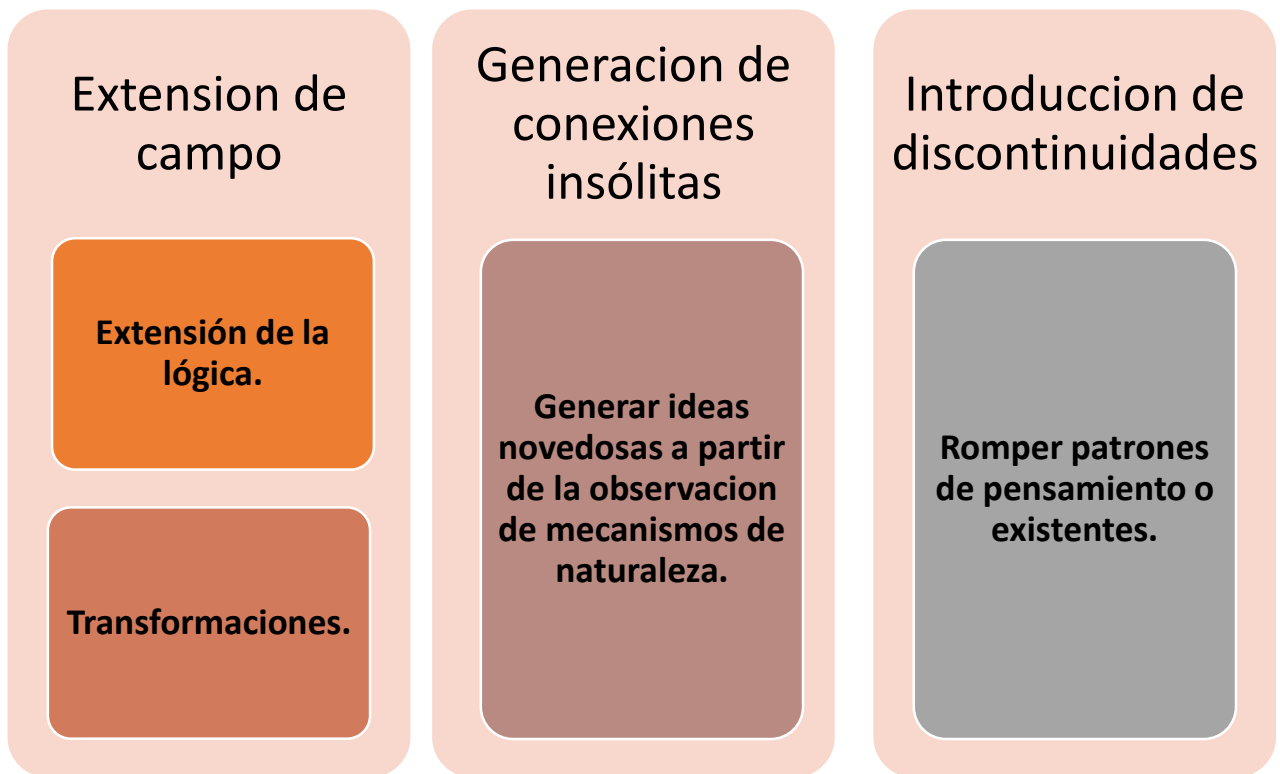 Extension de
campo
Extensión de la
lógica.
Transformaciones.
Generacion de
conexiones
insólitas
Generar ideas
novedosas a partir
de la observacion
de mecanismos de
naturaleza.
Introduccion de
discontinuidades
Romper patrones
de pensamiento o
existentes.